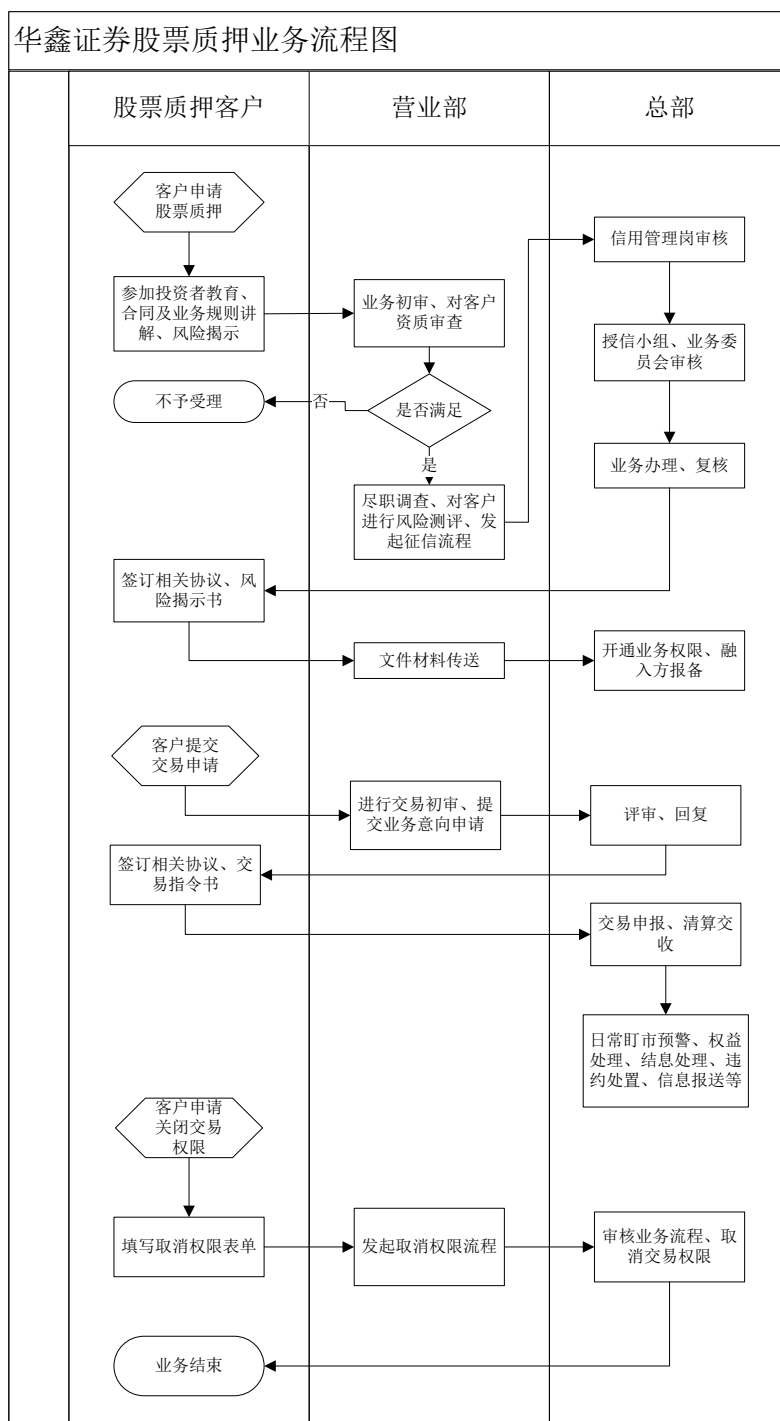 华鑫证券股票质押业务流程图
股票质押客户
营业部
总部
客户申请
股票质押
信用管理岗审核
参加投资者教育、
合同及业务规则讲
解、风险揭示
业务初审、对客户
资质审查
授信小组、业务委
员会审核
不予受理
否
是否满足
是
业务办理、复核
尽职调查、对客户
进行风险测评、发
起征信流程
签订相关协议、风
险揭示书
文件材料传送
开通业务权限、融
入方报备
客户提交
交易申请
进行交易初审、提
交业务意向申请
评审、回复
签订相关协议、交
易指令书
交易申报、清算交
收
日常盯市预警、权益
处理、结息处理、违
约处置、信息报送等
客户申请
关闭交易
权限
填写取消权限表单
发起取消权限流程
审核业务流程、取
消交易权限
业务结束